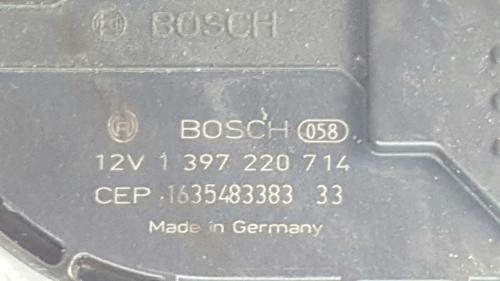 BOSCH
BOSCH 058
12V 1 397 220 714
CEP 1635483383 33
Made in Germany